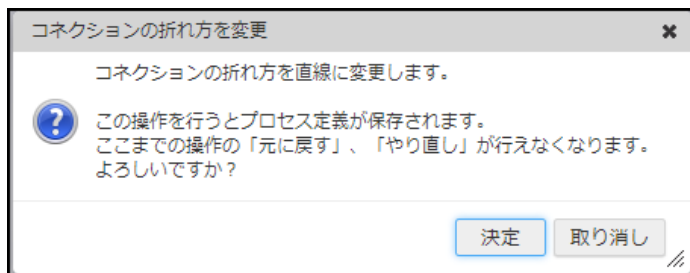 コネクションの折れ方を変更
コネクションの折れ方を直線に変更します。
この操作を行うとプロセス定義が保存されます。
ここまでの操作の「元に戻す」、「やり直し」が行えなくなります。
よろしいですか？
決定
取り消し